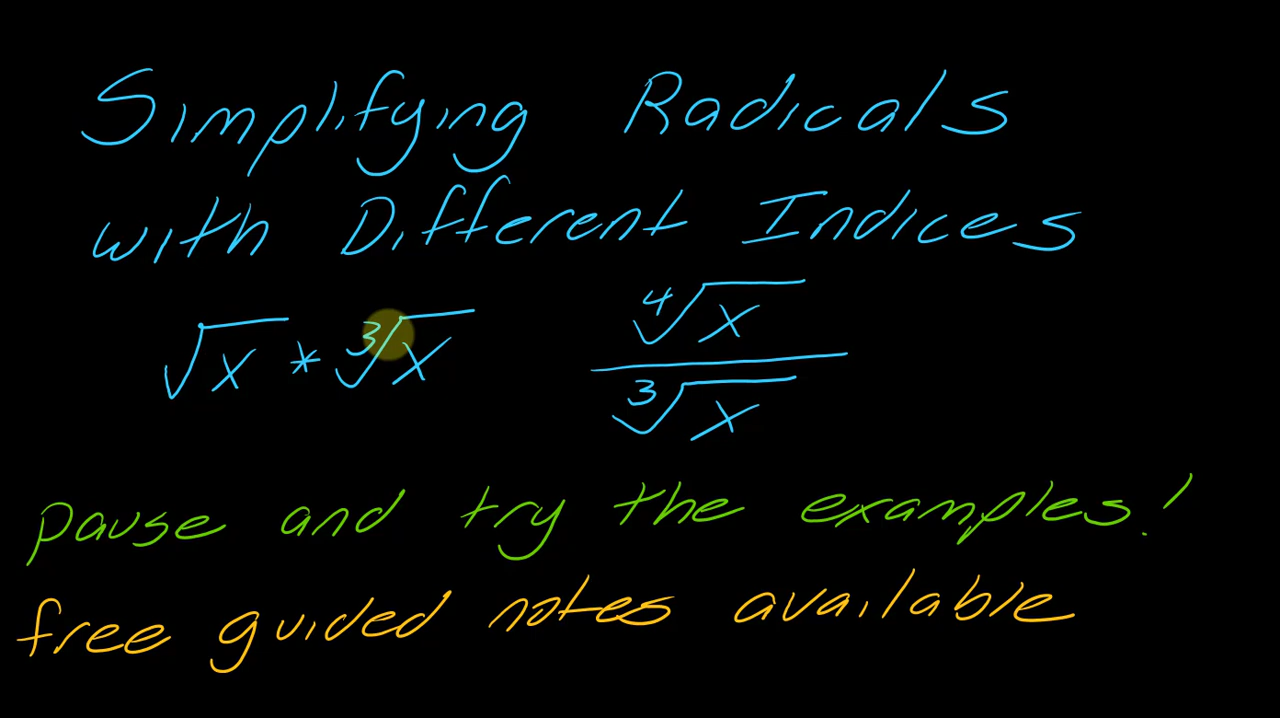 Simplifying Radicals
with Different Indices
√x * ∛x   ∜x / ∛x
pause and try the examples!
free guided notes available